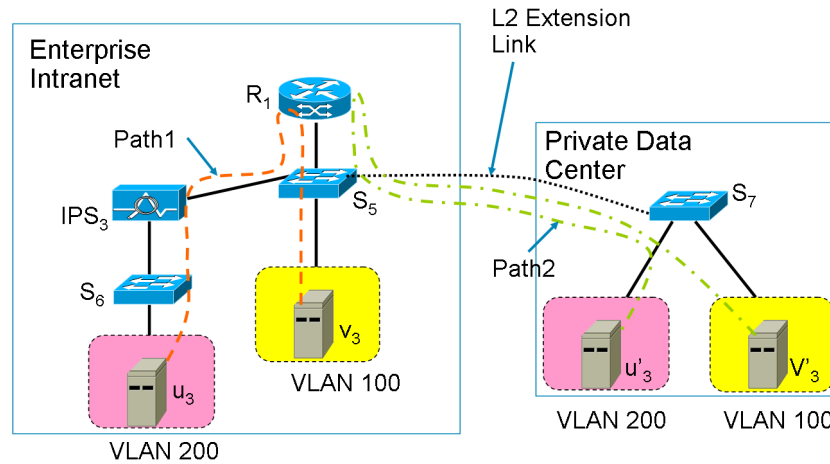 L2 Extension
Link
Enterprise
Intranet
R1
Path1
Private Data
Center
S5
S7
IPS3
Path2
S6
v3
u3
u'3
V'3
VLAN 100
VLAN 200
VLAN 200
VLAN 100